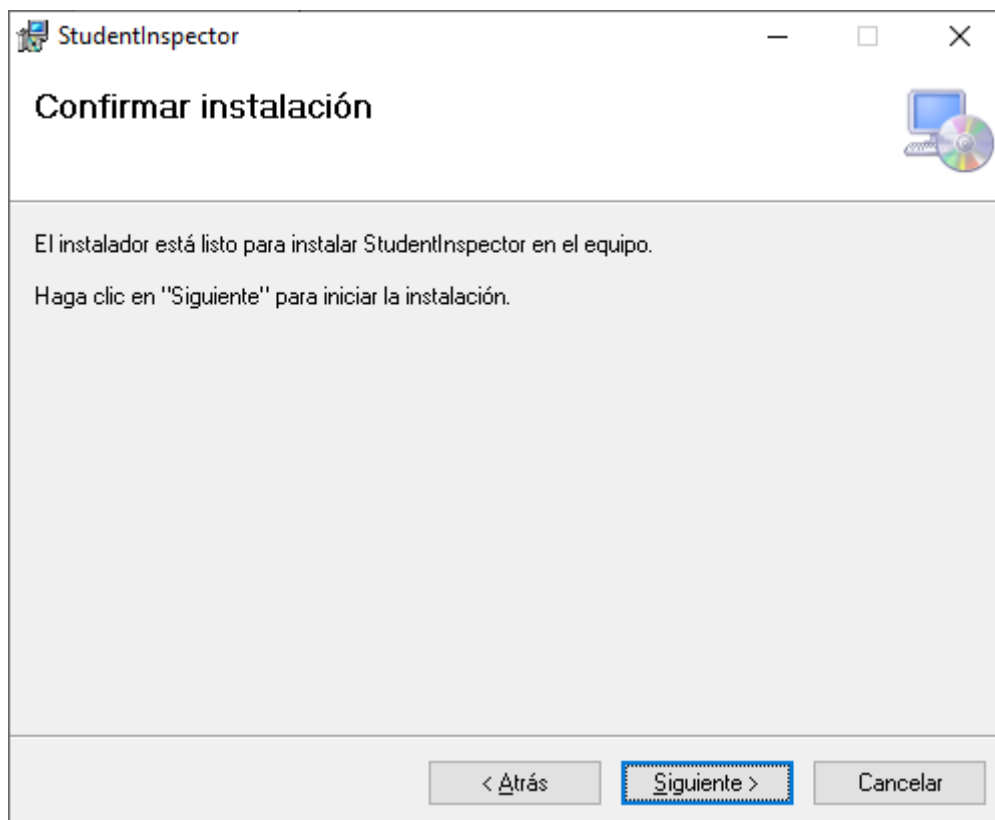 StudentInspector
Confirmar instalación
El instalador está listo para instalar StudentInspector en el equipo.
Haga clic en "Siguiente" para iniciar la instalación.
< Atrás
Siguiente >
Cancelar